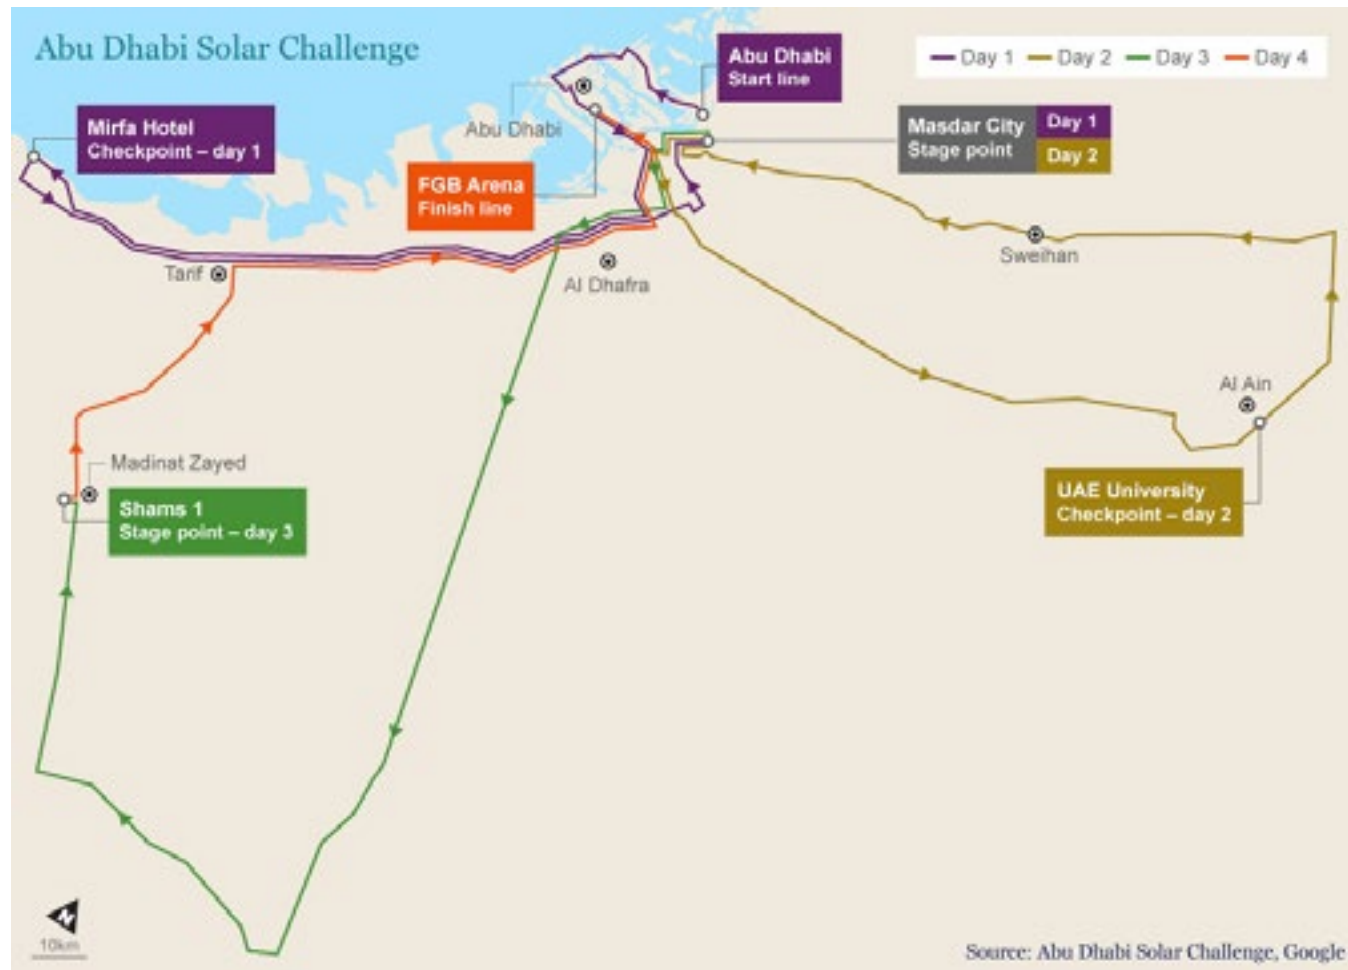 Abu Dhabi Solar Challenge
Abu Dhabi
Start line
Day 1
Day 2
Day 3
Day 4
Mirfa Hotel
Checkpoint – day 1
Abu Dhabi
Masdar City
Stage point
Day 1
Day 2
FGB Arena
Finish line
Sweihan
Tarif
Al Dhafra
Al Ain
Madinat Zayed
UAE University
Checkpoint – day 2
Shams 1
Stage point – day 3
N
10km
Source: Abu Dhabi Solar Challenge, Google